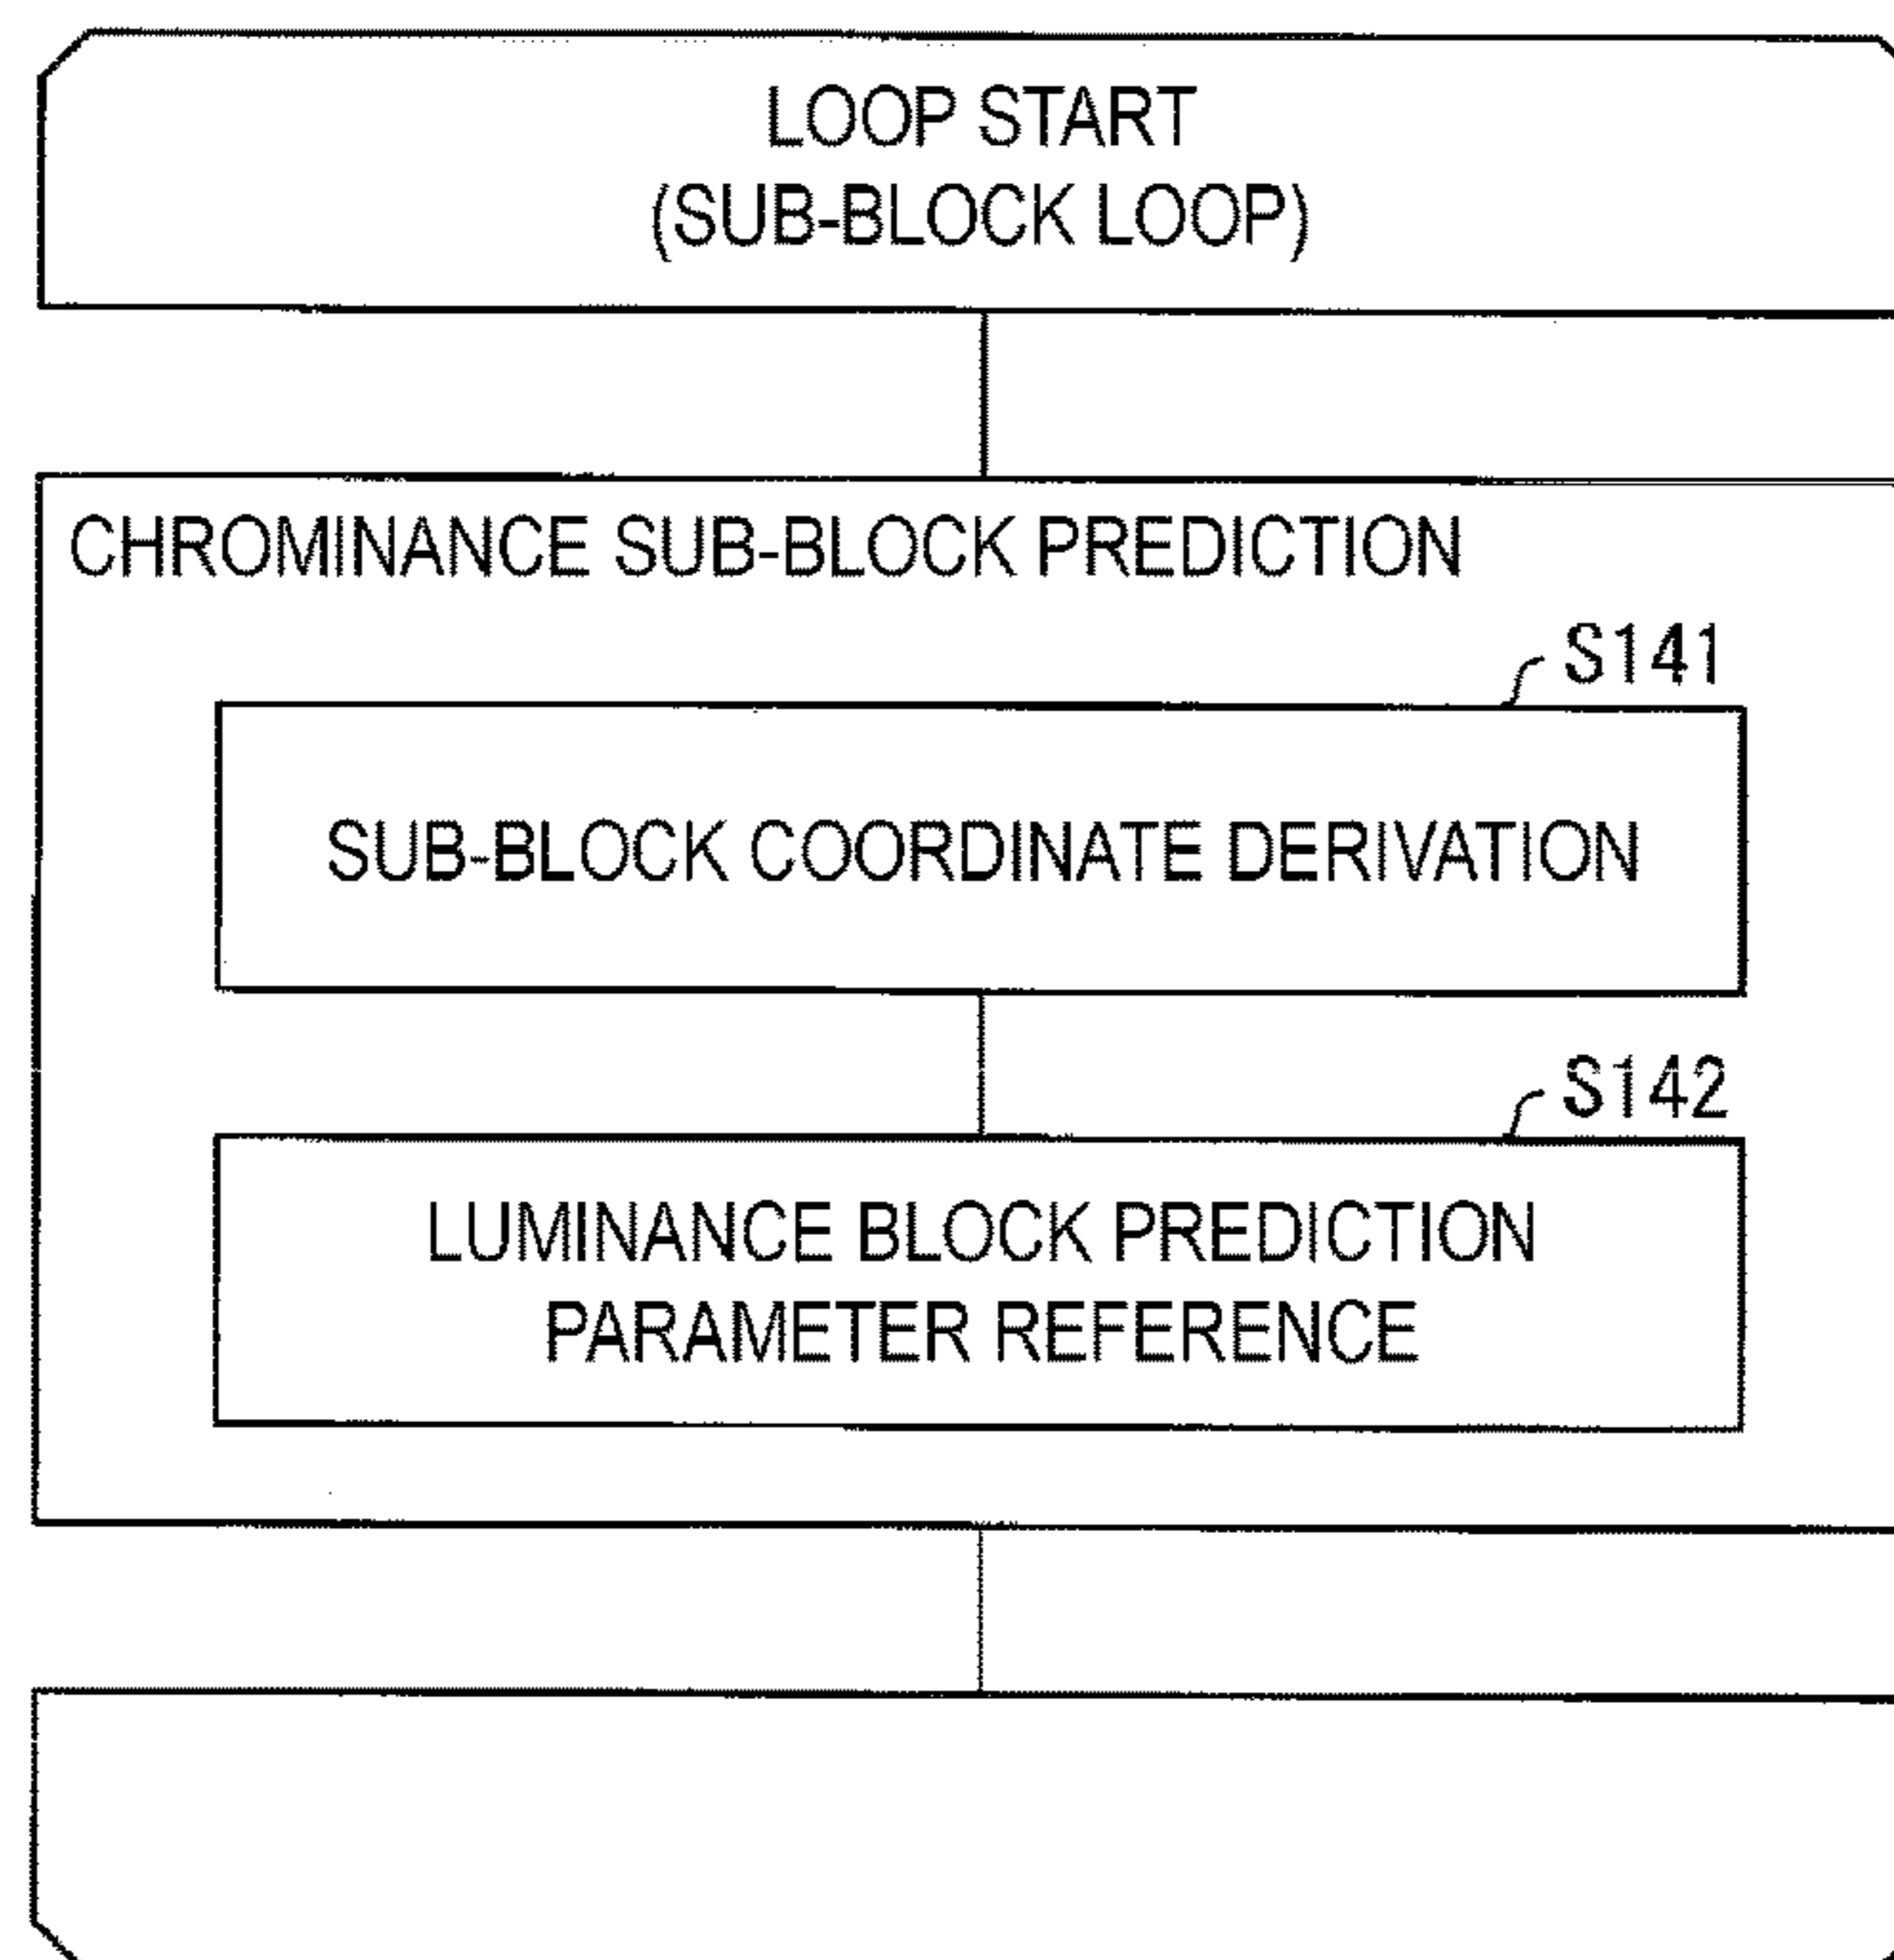 LOOP START
(SUB-BLOCK LOOP)
CHROMINANCE SUB-BLOCK PREDICTION
S141
SUB-BLOCK COORDINATE DERIVATION
S142
LUMINANCE BLOCK PREDICTION
PARAMETER REFERENCE